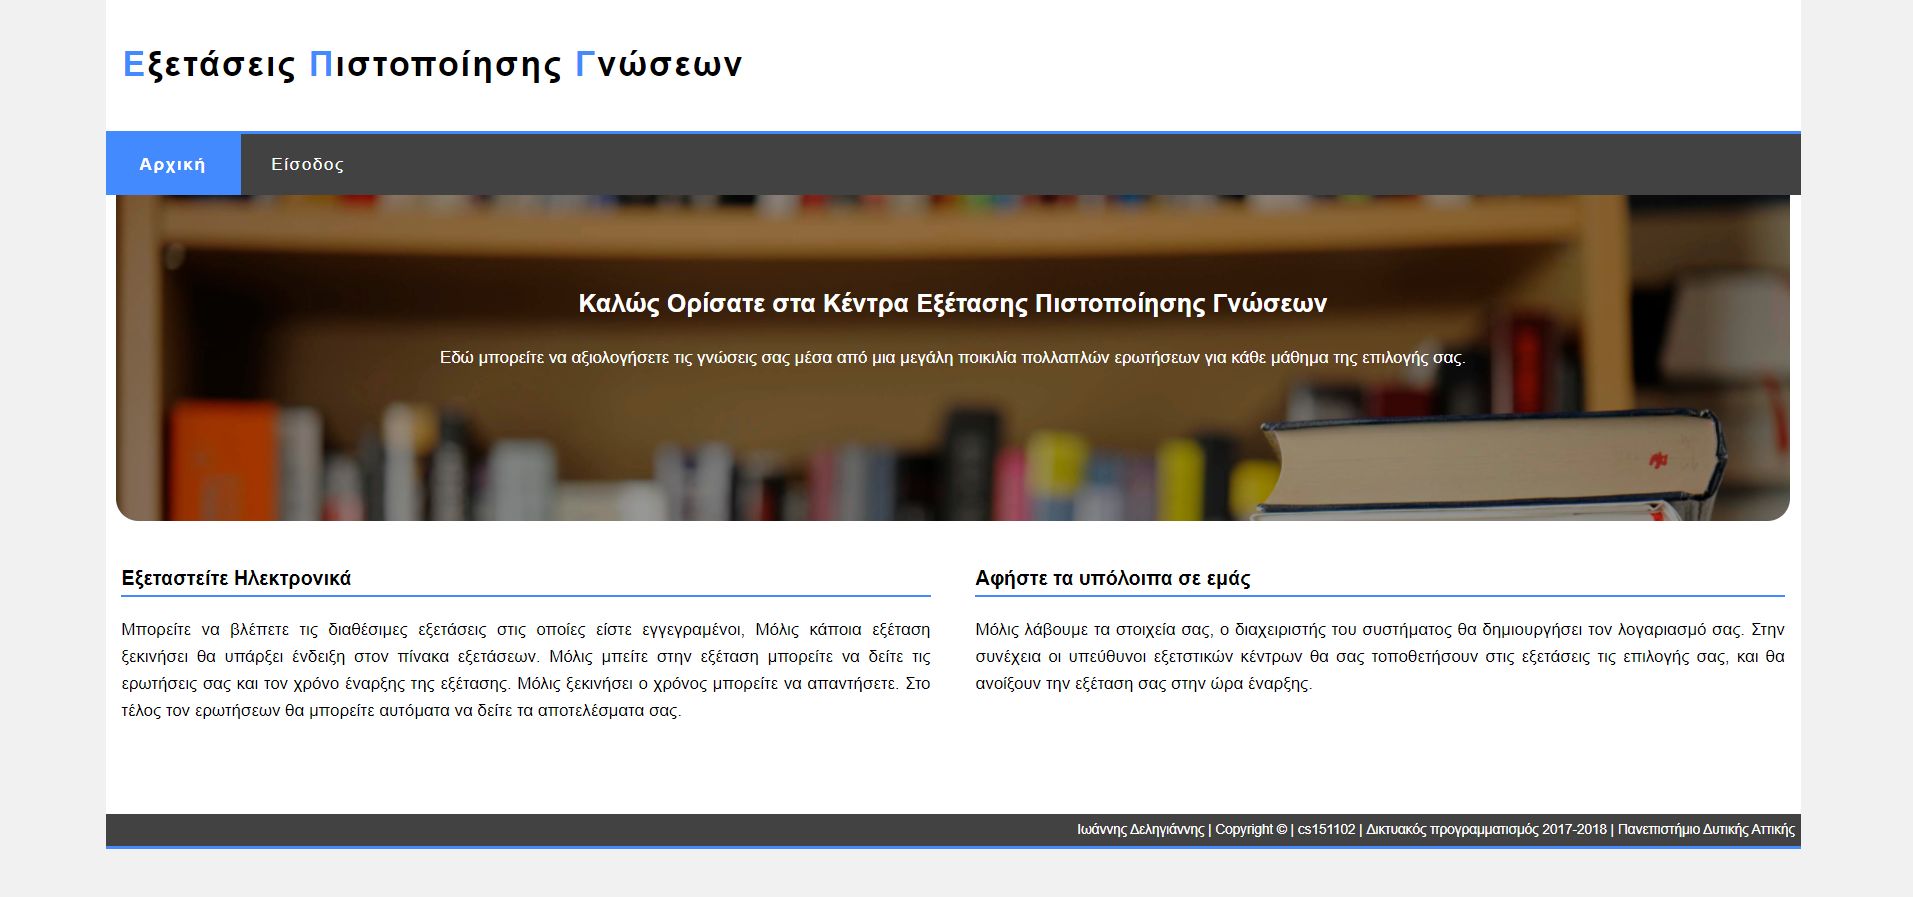 Εξετάσεις Πιστοποίησης Γνώσεων
Αρχική Είσοδος
Καλώς Ορίσατε στα Κέντρα Εξέτασης Πιστοποίησης Γνώσεων
Εδώ μπορείτε να αξιολογήσετε τις γνώσεις σας μέσα από μια μεγάλη ποικιλία πολλαπλών ερωτήσεων για κάθε μάθημα της επιλογής σας.
Εξεταστείτε Ηλεκτρονικά
Μπορείτε να βλέπετε τις διαθέσιμες εξετάσεις στις οποίες είστε εγγεγραμένοι, Μόλις κάποια εξέταση
ξεκινήσει θα υπάρξει ένδειξη στον πίνακα εξετάσεων. Μόλις μπείτε στην εξέταση μπορείτε να δείτε τις
ερωτήσεις σας και τον χρόνο έναρξης της εξέτασης. Μόλις ξεκινήσει ο χρόνος μπορείτε να απαντήσετε. Στο
τέλος τον ερωτήσεων θα μπορείτε αυτόματα να δείτε τα αποτελέσματα σας.
Αφήστε τα υπόλοιπα σε εμάς
Μόλις λάβουμε τα στοιχεία σας, ο διαχειριστής του συστήματος θα δημιουργήσει τον λογαριασμό σας. Στην
συνέχεια οι υπεύθυνοι εξετστικών κέντρων θα σας τοποθετήσουν στις εξετάσεις τις επιλογής σας, και θα
ανοίξουν την εξέταση σας στην ώρα έναρξης.
Ιωάννης Δεληγιάννης | Copyright © | cs151102 | Δικτυακός προγραμματισμός 2017-2018 | Πανεπιστήμιο Δυτικής Αττικής